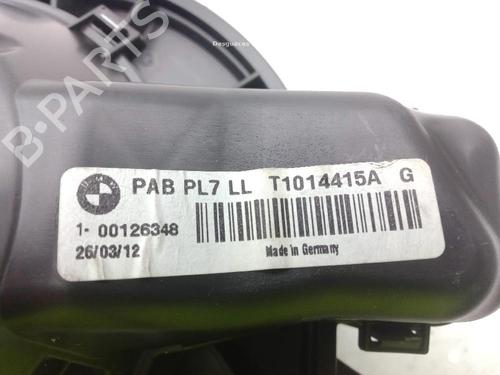 Desguaces
B-PARTS
PAB PL7 LL T1014415A G
1- 00126348
26/03/12
Made in Germany